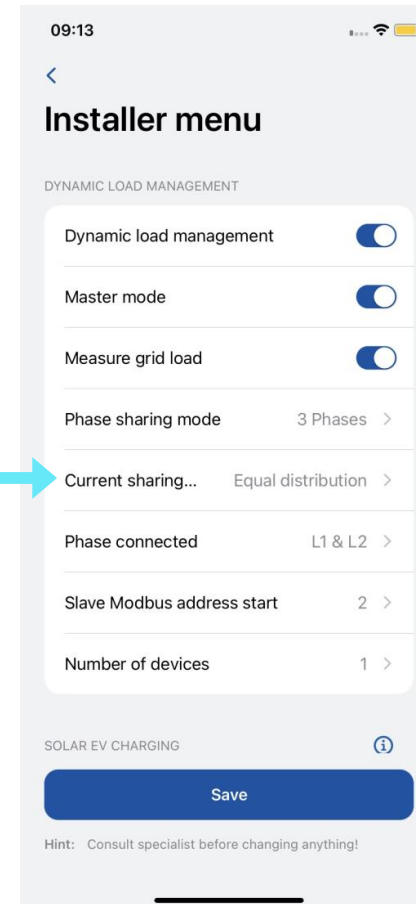 09:13
Installer menu
DYNAMIC LOAD MANAGEMENT
Dynamic load management
Master mode
Measure grid load
Phase sharing mode 3 Phases
Current sharing... Equal distribution
Phase connected L1 & L2
Slave Modbus address start 2
Number of devices 1
SOLAR EV CHARGING
Save
Hint: Consult specialist before changing anything!